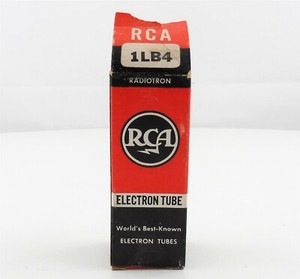 RCA
1LB4
RADIOTRON
RCA
ELECTRON TUBE
World's Best-Known
ELECTRON TUBES